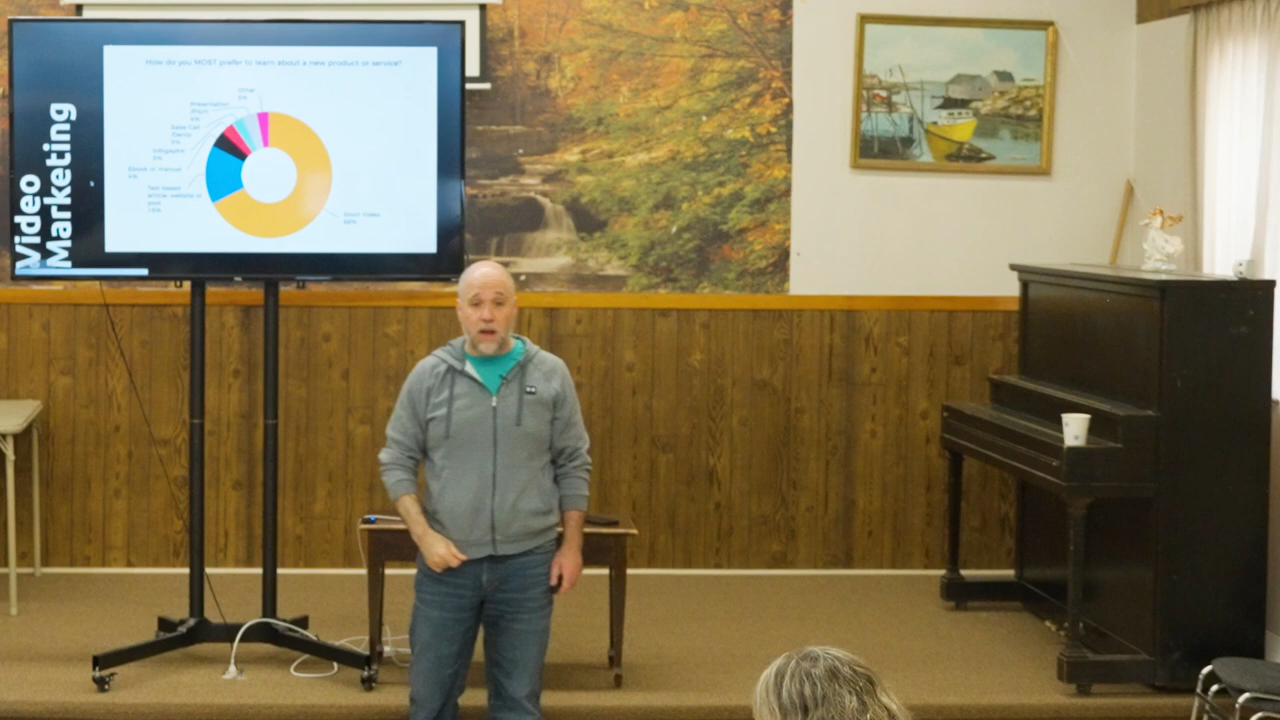 Video
Marketing
How do you MOST prefer to learn about a new product or service?
Other
Presentation
Sales Call
/Demo
Infographic
Ebook or manual
Text-based
article, website or
post
Short Video